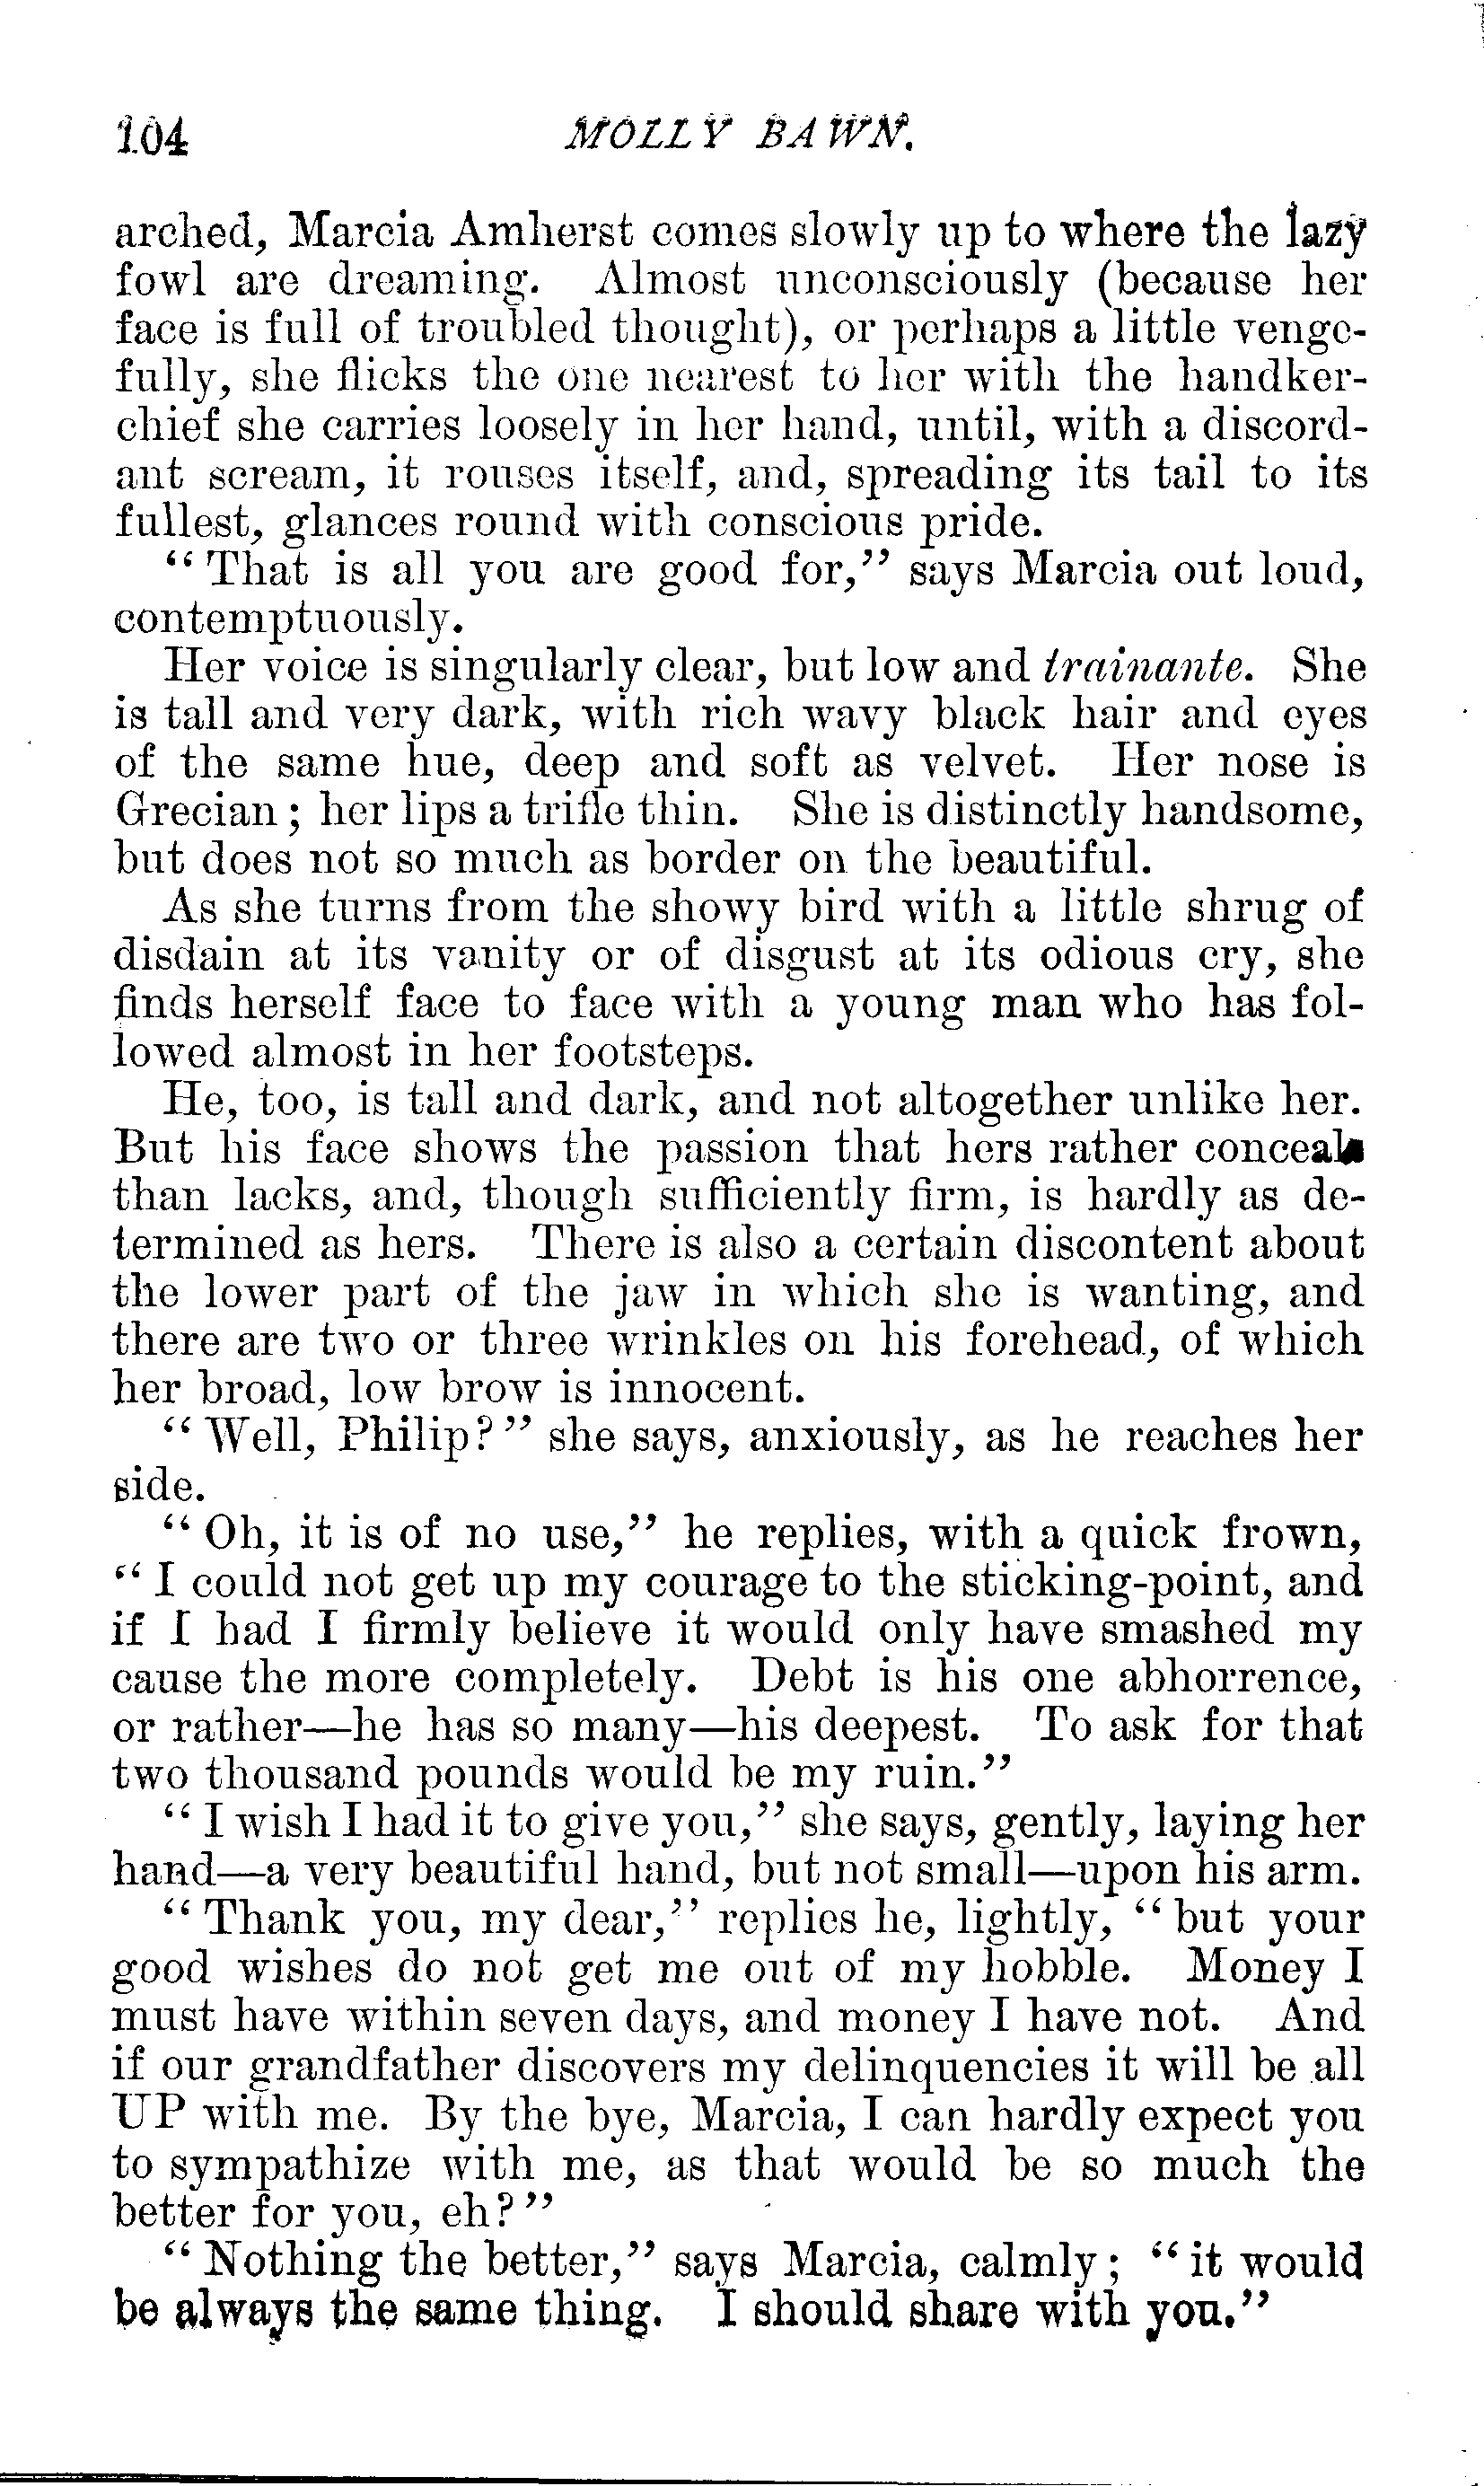 104 MOLLY BAWN.
arched, Marcia Amherst comes slowly up to where the lazy
fowl are dreaming. Almost unconsciously (because her
face is full of troubled thought), or perhaps a little venge-
fully, she flicks the one nearest to her with the handker-
chief she carries loosely in her hand, until, with a discord-
ant scream, it rouses itself, and, spreading its tail to its
fullest, glances round with conscious pride.
"That is all you are good for," says Marcia out loud,
contemptuously.
Her voice is singularly clear, but low and trainante. She
is tall and very dark, with rich wavy black hair and eyes
of the same hue, deep and soft as velvet. Her nose is
Grecian; her lips a trifle thin. She is distinctly handsome,
but does not so much as border on the beautiful.
As she turns from the showy bird with a little shrug of
disdain at its vanity or of disgust at its odious cry, she
finds herself face to face with a young man who has fol-
lowed almost in her footsteps.
He, too, is tall and dark, and not altogether unlike her.
But his face shows the passion that hers rather conceals
than lacks, and, though sufficiently firm, is hardly as de-
termined as hers. There is also a certain discontent about
the lower part of the jaw in which she is wanting, and
there are two or three wrinkles on his forehead, of which
her broad, low brow is innocent.
"Well, Philip?" she says, anxiously, as he reaches her
side.
"Oh, it is of no use," he replies, with a quick frown,
"I could not get up my courage to the sticking-point, and
if I had I firmly believe it would only have smashed my
cause the more completely. Debt is his one abhorrence,
or rather—he has so many—his deepest. To ask for that
two thousand pounds would be my ruin."
"I wish I had it to give you," she says, gently, laying her
hand—a very beautiful hand, but not small—upon his arm.
"Thank you, my dear," replies he, lightly, "but your
good wishes do not get me out of my hobble. Money I
must have within seven days, and money I have not. And
if our grandfather discovers my delinquencies it will be all
UP with me. By the bye, Marcia, I can hardly expect you
to sympathize with me, as that would be so much the
better for you, eh?"
"Nothing the better," says Marcia, calmly; "it would
be always the same thing. I should share with you."